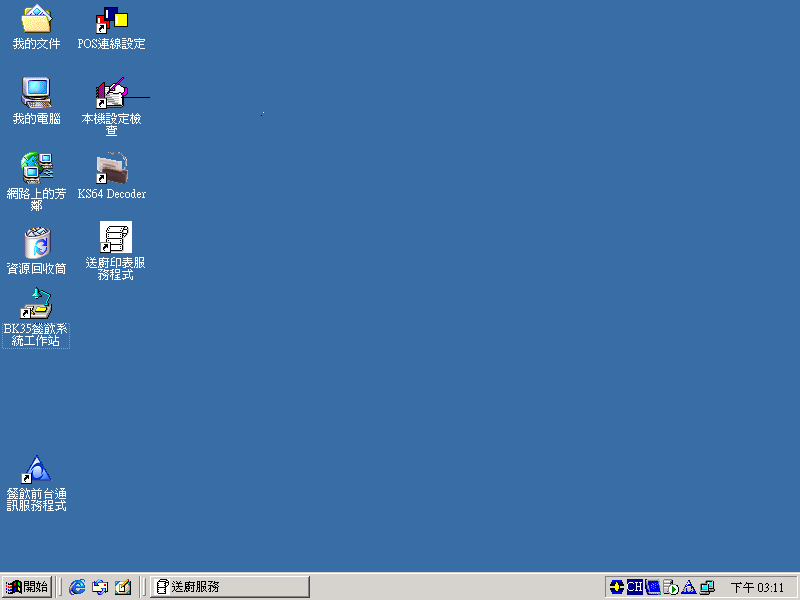 我的文件
POS連線設定
我的電腦
本機設定檢
查
網路上的芳
鄰
KS64 Decoder
資源回收筒
送廚印表服
務程式
BK35餐飲系
統工作站
餐飲前台通
訊服務程式
開始
送廚服務
CH
下午 03:11